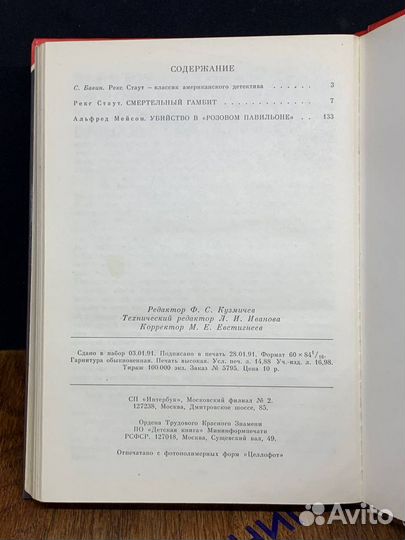 СОДЕРЖАНИЕ
С. Бавин. Рекс Стаут — классик американского детектива . . . . . . 3
Рекс Стаут. СМЕРТЕЛЬНЫЙ ГАМБИТ . . . . . . . . . . . 7
Альфред Мейсон. УБИЙСТВО В «РОЗОВОМ ПАВИЛЬОНЕ» . . 133
Редактор Ф. С. Кузмичев
Технический редактор Л. И. Иванова
Корректор М. Е. Евстигнеев
Сдано в набор 03.01.91. Подписано в печать 28.01.91. Формат 60×84¹/₁₆.
Гарнитура обыкновенная. Печать высокая. Усл. печ. л. 14,88 Уч.-изд. л. 16,98.
Тираж 100.000 экз. Заказ № 5795. Цена 10 р.
СП «Интербук», Московский филиал № 2.
127238, Москва, Дмитровское шоссе, 85.
Ордена Трудового Красного Знамени
ПО «Детская книга» Мининформпечати
РСФСР. 127018, Москва, Сущевский вал, 49.
Отпечатано с фотополимерных форм «Целлофот»
Avito